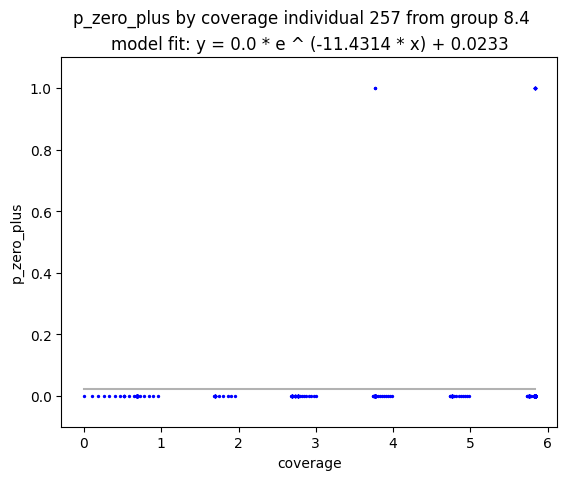 p_zero_plus by coverage individual 257 from group 8.4
model fit: y = 0.0 * e ^ (-11.4314 * x) + 0.0233
1.0
0.8
0.6
0.4
0.2
0.0
p_zero_plus
0 1 2 3 4 5 6
coverage